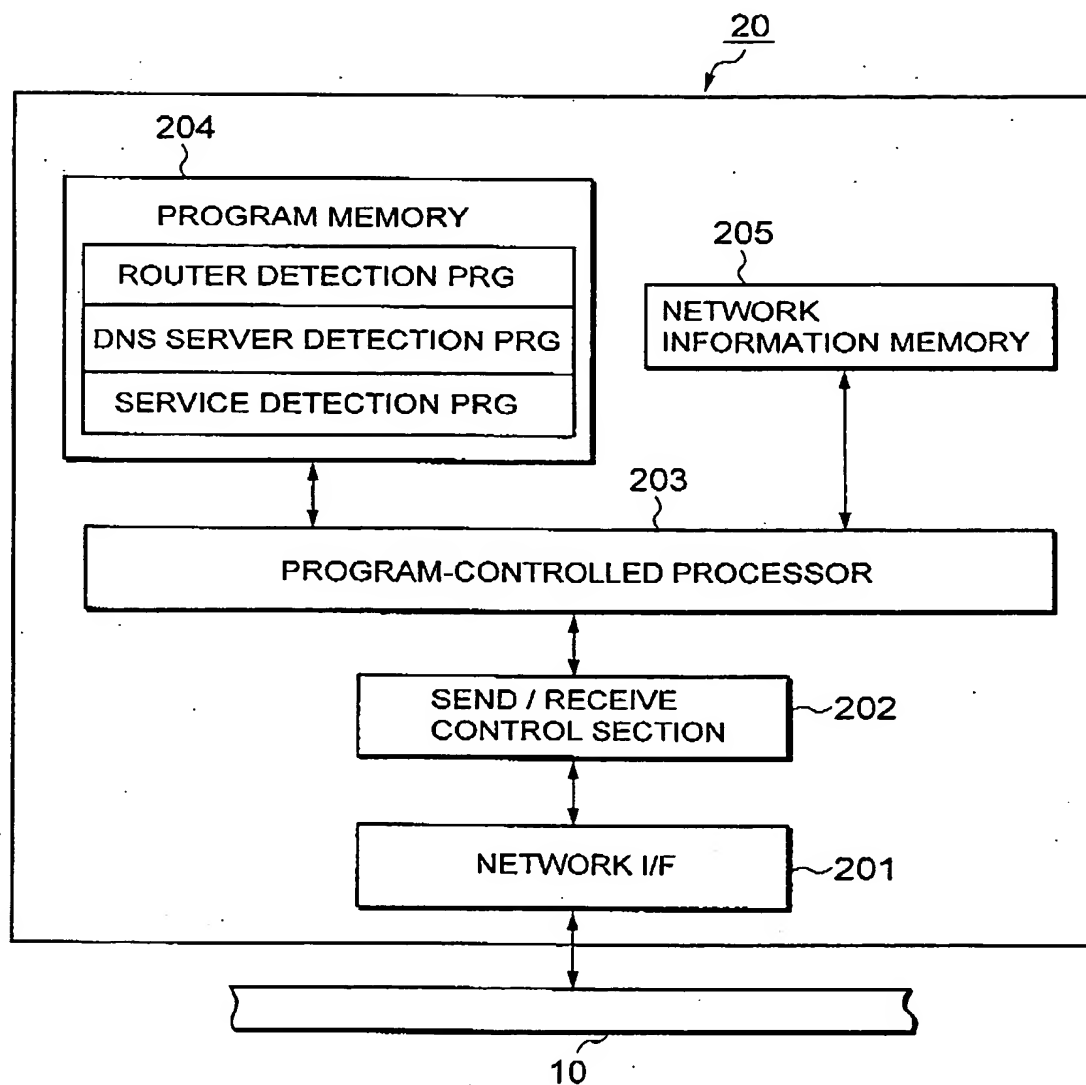 20
204
PROGRAM MEMORY
ROUTER DETECTION PRG
DNS SERVER DETECTION PRG
SERVICE DETECTION PRG
205
NETWORK
INFORMATION MEMORY
203
PROGRAM-CONTROLLED PROCESSOR
SEND / RECEIVE
CONTROL SECTION
202
NETWORK I/F
201
10